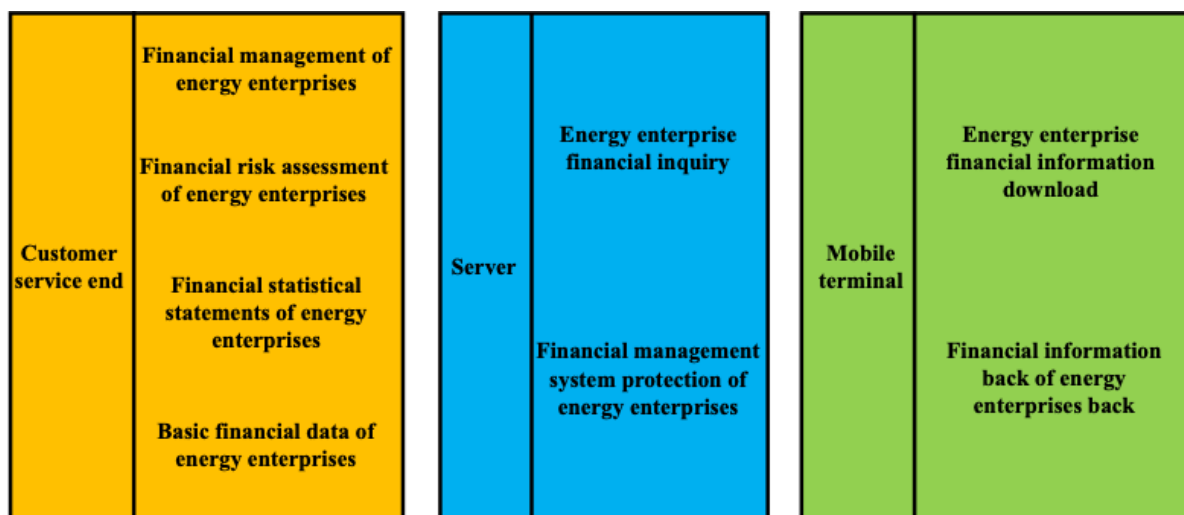 Customer
service end
Financial management of
energy enterprises
Financial risk assessment
of energy enterprises
Financial statistical
statements of energy
enterprises
Basic financial data of
energy enterprises
Server
Energy enterprise
financial inquiry
Financial management
system protection of
energy enterprises
Mobile
terminal
Energy enterprise
financial information
download
Financial information
back of energy
enterprises back